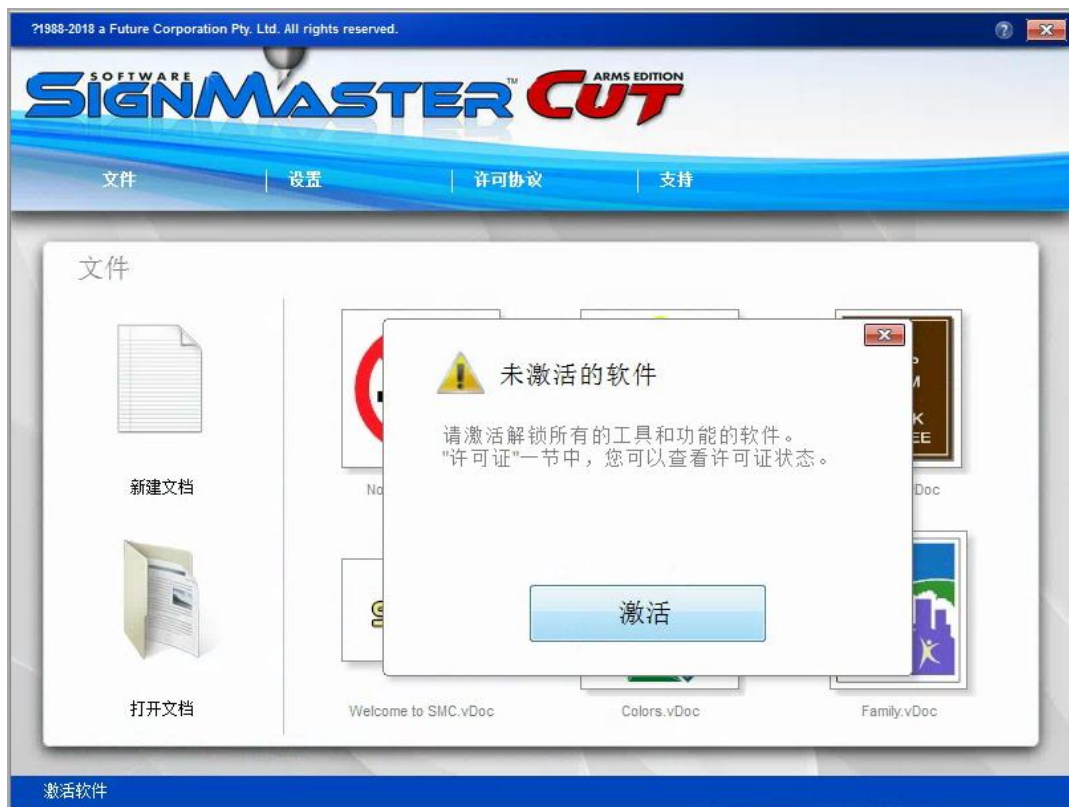 ?1988-2018 a Future Corporation Pty. Ltd. All rights reserved.
SOFTWARE
SIGNMASTER™ CUT
ARMS EDITION
文件 设置 许可协议 支持
文件
未激活的软件
请激活解锁所有的工具和功能的软件。
"许可证"一节中，您可以查看许可证状态。
激活
新建文档
No
Doc
K
EE
打开文档
Welcome to SMC.vDoc
Colors.vDoc
Family.vDoc
激活软件